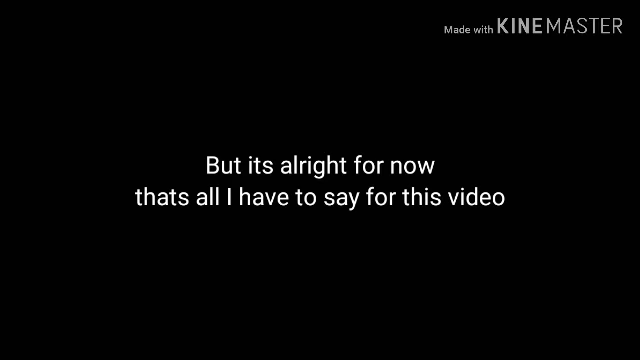 Made with KINEMASTER
But its alright for now
thats all I have to say for this video